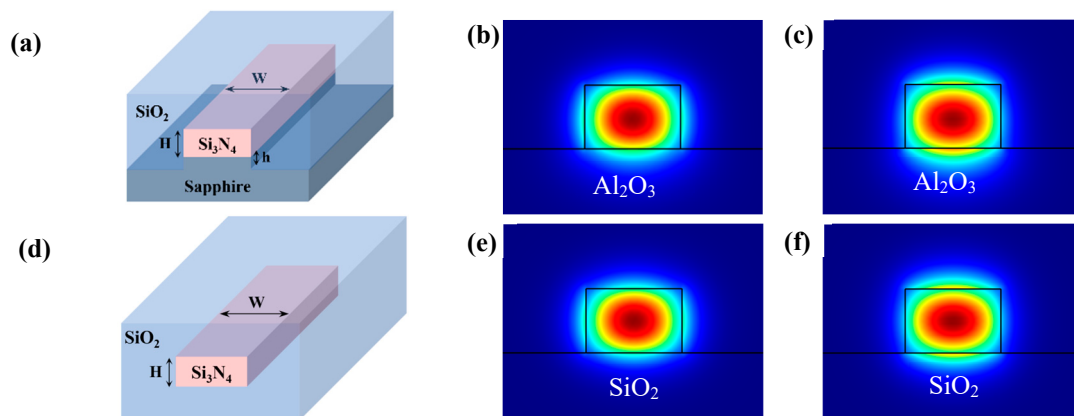 (a)
W
SiO₂
H
Si₃N₄
h
Sapphire
(b)
Al₂O₃
(c)
Al₂O₃
(d)
W
SiO₂
H
Si₃N₄
(e)
SiO₂
(f)
SiO₂